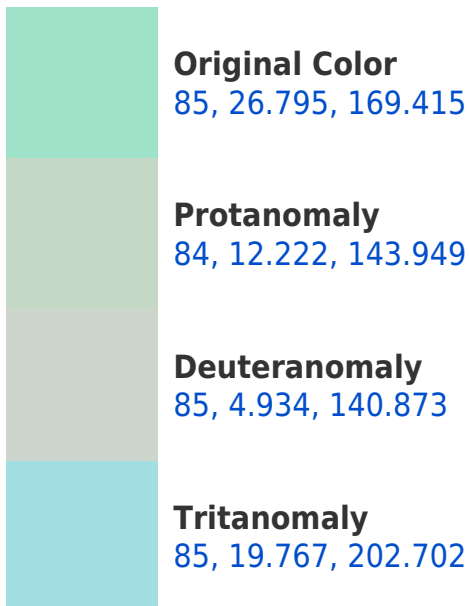 Original Color
85, 26.795, 169.415
Protanomaly
84, 12.222, 143.949
Deuteranomaly
85, 4.934, 140.873
Tritanomaly
85, 19.767, 202.702